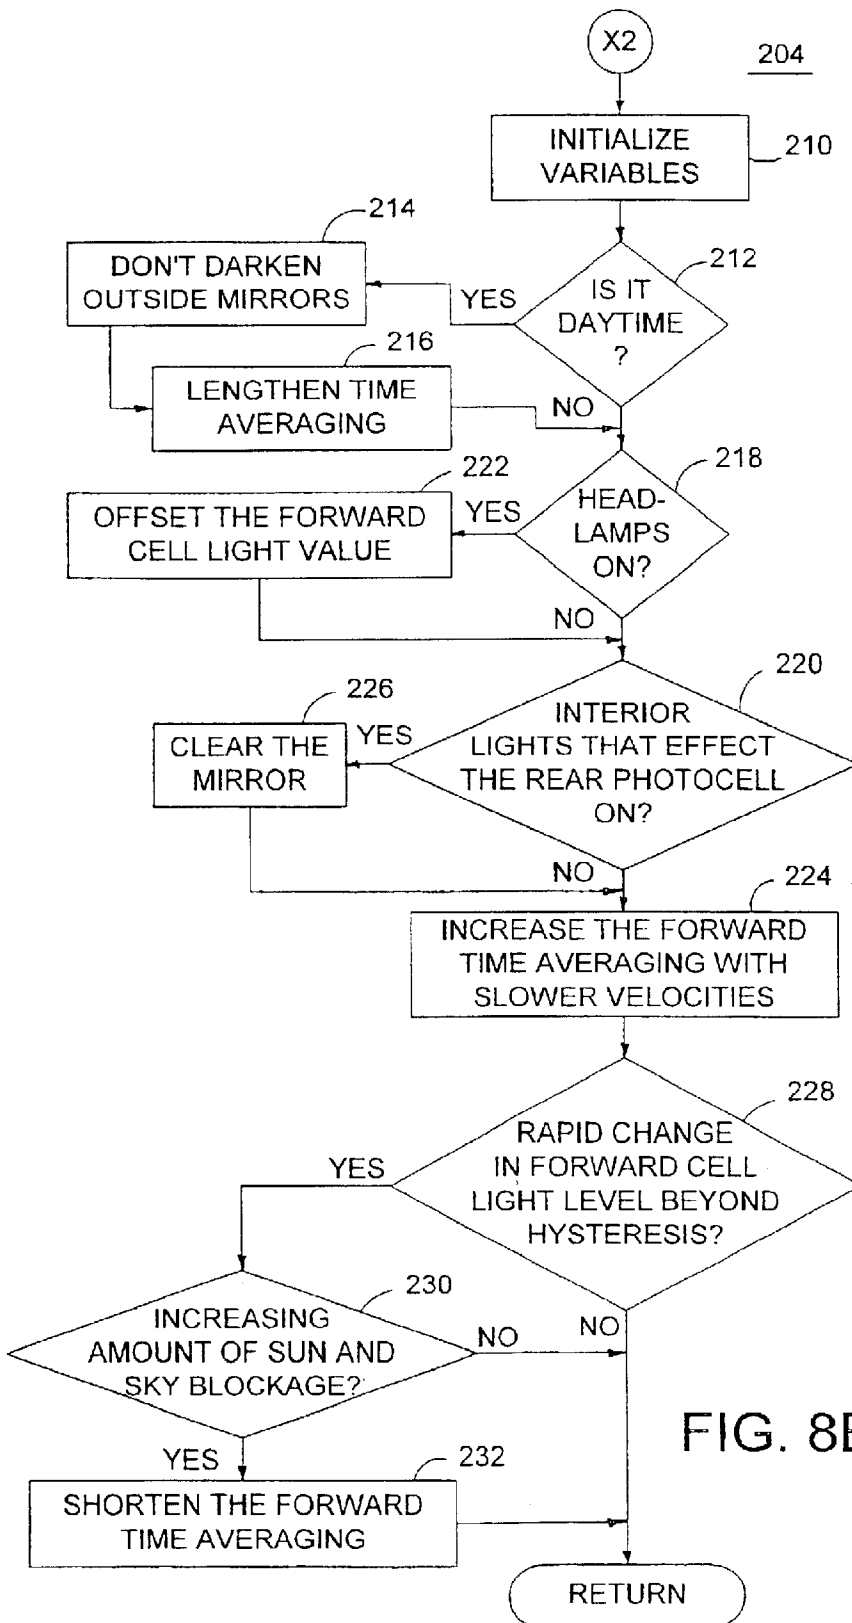 X2
204
INITIALIZE
VARIABLES
210
214
DON'T DARKEN
OUTSIDE MIRRORS
YES
212
IS IT
DAYTIME
?
216
LENGTHEN TIME
AVERAGING
NO
222
OFFSET THE FORWARD
CELL LIGHT VALUE
YES
218
HEAD-
LAMPS
ON?
NO
220
226
CLEAR THE
MIRROR
YES
INTERIOR
LIGHTS THAT EFFECT
THE REAR PHOTOCELL
ON?
NO
224
INCREASE THE FORWARD
TIME AVERAGING WITH
SLOWER VELOCITIES
228
YES
RAPID CHANGE
IN FORWARD CELL
LIGHT LEVEL BEYOND
HYSTERESIS?
230
INCREASING
AMOUNT OF SUN AND
SKY BLOCKAGE?
NO
NO
YES
232
SHORTEN THE FORWARD
TIME AVERAGING
RETURN
FIG. 8B